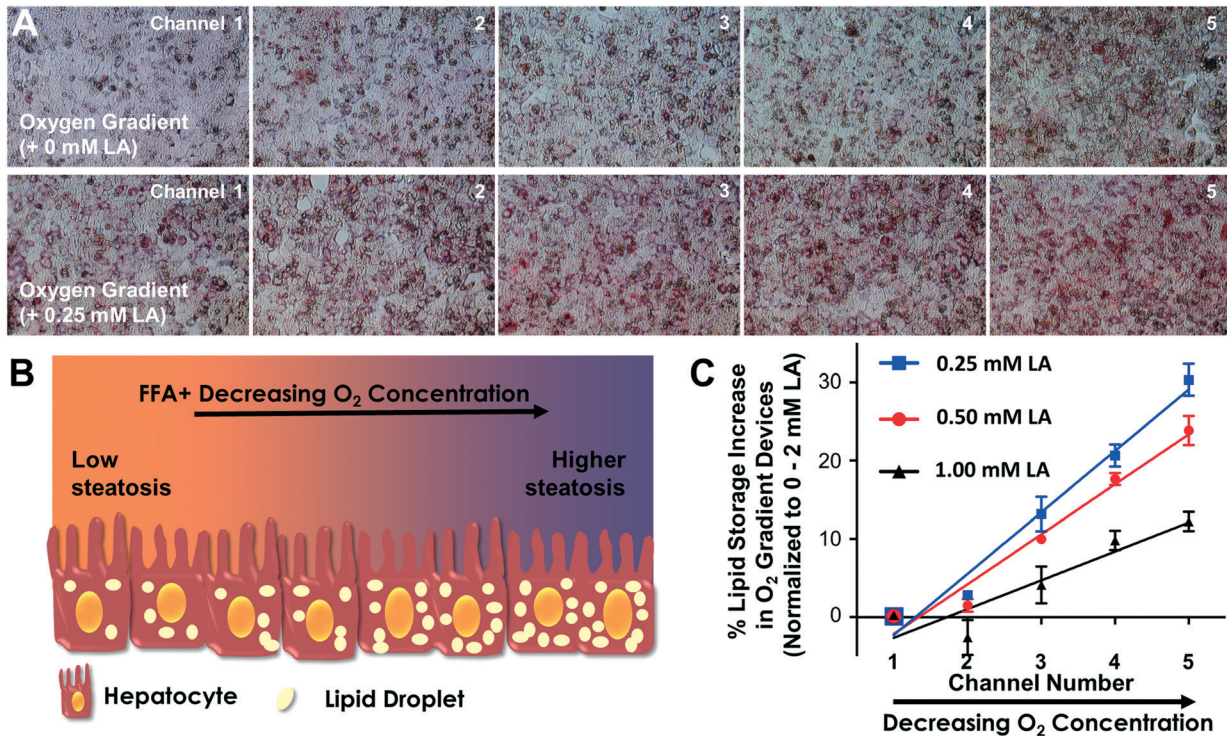 A
Channel 1
2
3
4
5
Oxygen Gradient
(+ 0 mM LA)
Channel 1
2
3
4
5
Oxygen Gradient
(+ 0.25 mM LA)
B
FFA+ Decreasing O₂ Concentration
Low
steatosis
Higher
steatosis
Hepatocyte
Lipid Droplet
C
% Lipid Storage Increase
in O₂ Gradient Devices
(Normalized to 0 - 2 mM LA)
30
20
10
0
0.25 mM LA
0.50 mM LA
1.00 mM LA
1 2 3 4 5
Channel Number
Decreasing O₂ Concentration